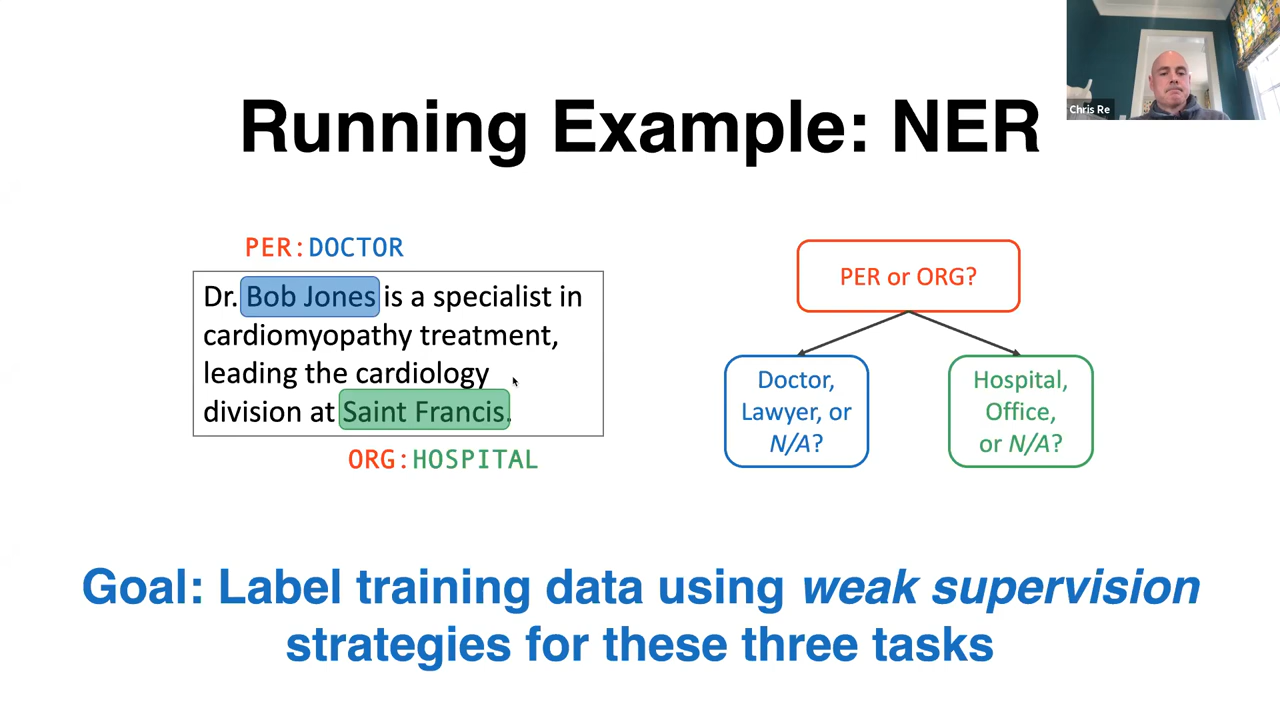 Chris Re
Running Example: NER
PER:DOCTOR
Dr. Bob Jones is a specialist in
cardiomyopathy treatment,
leading the cardiology
division at Saint Francis.
ORG:HOSPITAL
PER or ORG?
Doctor,
Lawyer, or
N/A?
Hospital,
Office,
or N/A?
Goal: Label training data using weak supervision
strategies for these three tasks